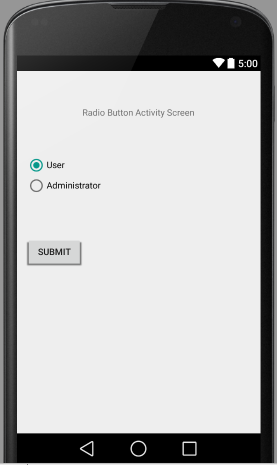 5:00
Radio Button Activity Screen
User
Administrator
SUBMIT